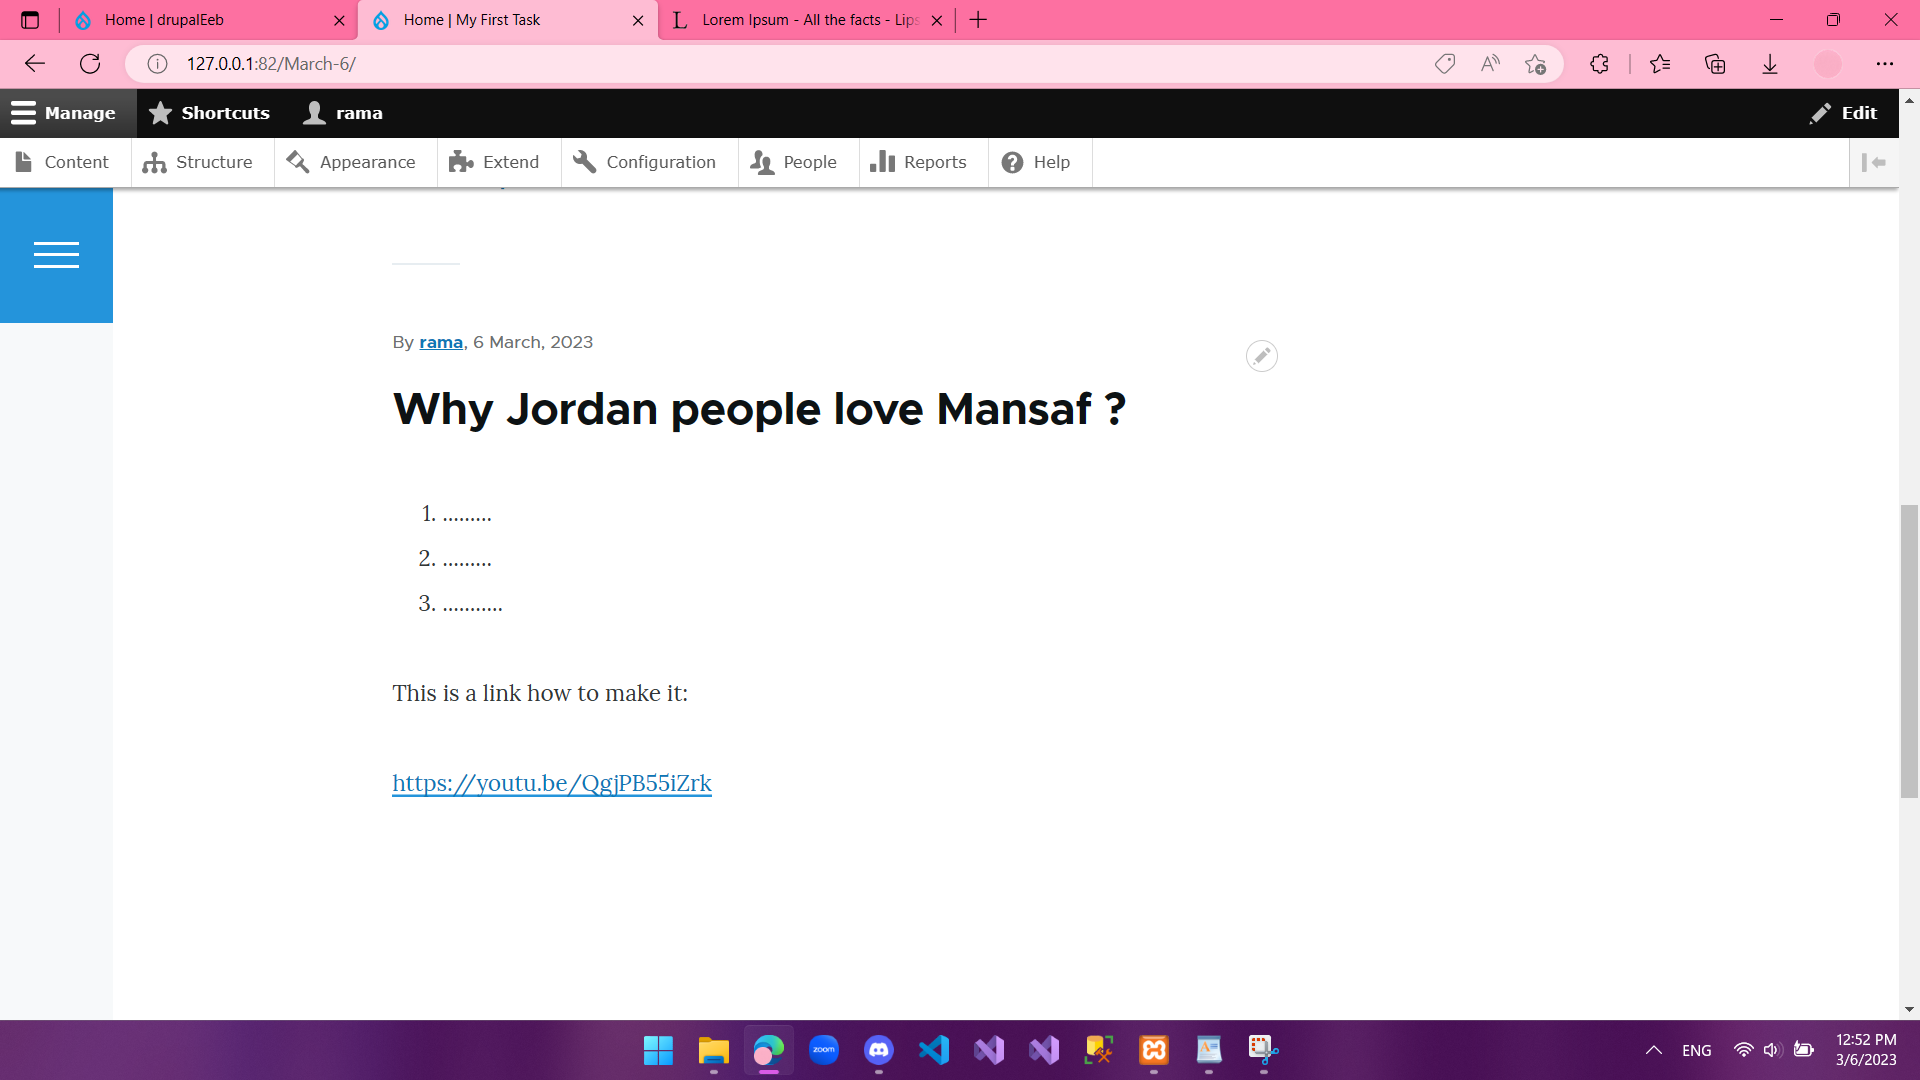 Home | drupalEeb
Home | My First Task
Lorem Ipsum - All the facts - Lips
127.0.0.1:82/March-6/
Manage
Shortcuts
rama
Edit
Content
Structure
Appearance
Extend
Configuration
People
Reports
Help
By rama, 6 March, 2023
Why Jordan people love Mansaf ?
1. .........
2. .........
3. ...........
This is a link how to make it:
https://youtu.be/QgjPB55iZrk
zoom
ENG
12:52 PM
3/6/2023